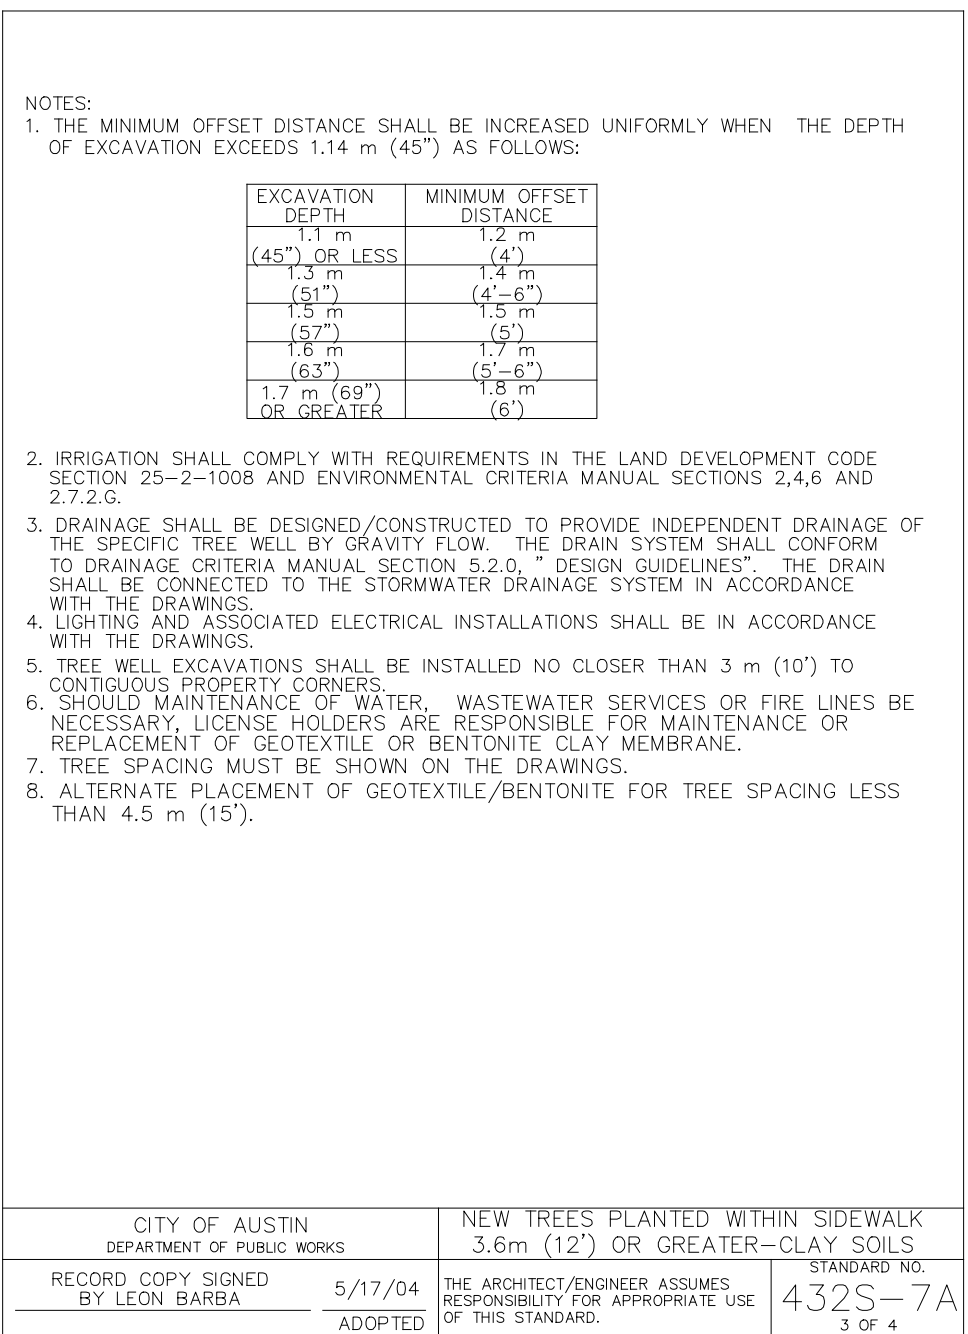 NOTES:
1. THE MINIMUM OFFSET DISTANCE SHALL BE INCREASED UNIFORMLY WHEN THE DEPTH
OF EXCAVATION EXCEEDS 1.14 m (45") AS FOLLOWS:
EXCAVATION DEPTH
MINIMUM OFFSET DISTANCE
1.1 m (45") OR LESS
1.2 m (4')
1.3 m (51")
1.4 m (4'-6")
1.5 m (57")
1.5 m (5')
1.6 m (63")
1.7 m (5'-6")
1.7 m (69") OR GREATER
1.8 m (6')
2. IRRIGATION SHALL COMPLY WITH REQUIREMENTS IN THE LAND DEVELOPMENT CODE
SECTION 25-2-1008 AND ENVIRONMENTAL CRITERIA MANUAL SECTIONS 2,4,6 AND
2.7.2.G.
3. DRAINAGE SHALL BE DESIGNED/CONSTRUCTED TO PROVIDE INDEPENDENT DRAINAGE OF
THE SPECIFIC TREE WELL BY GRAVITY FLOW. THE DRAIN SYSTEM SHALL CONFORM
TO DRAINAGE CRITERIA MANUAL SECTION 5.2.0, " DESIGN GUIDELINES". THE DRAIN
SHALL BE CONNECTED TO THE STORMWATER DRAINAGE SYSTEM IN ACCORDANCE
WITH THE DRAWINGS.
4. LIGHTING AND ASSOCIATED ELECTRICAL INSTALLATIONS SHALL BE IN ACCORDANCE
WITH THE DRAWINGS.
5. TREE WELL EXCAVATIONS SHALL BE INSTALLED NO CLOSER THAN 3 m (10') TO
CONTIGUOUS PROPERTY CORNERS.
6. SHOULD MAINTENANCE OF WATER, WASTEWATER SERVICES OR FIRE LINES BE
NECESSARY, LICENSE HOLDERS ARE RESPONSIBLE FOR MAINTENANCE OR
REPLACEMENT OF GEOTEXTILE OR BENTONITE CLAY MEMBRANE.
7. TREE SPACING MUST BE SHOWN ON THE DRAWINGS.
8. ALTERNATE PLACEMENT OF GEOTEXTILE/BENTONITE FOR TREE SPACING LESS
THAN 4.5 m (15').
CITY OF AUSTIN
DEPARTMENT OF PUBLIC WORKS
NEW TREES PLANTED WITHIN SIDEWALK
3.6m (12') OR GREATER-CLAY SOILS
RECORD COPY SIGNED
BY LEON BARBA
5/17/04
ADOPTED
THE ARCHITECT/ENGINEER ASSUMES
RESPONSIBILITY FOR APPROPRIATE USE
OF THIS STANDARD.
STANDARD NO.
432S-7A
3 OF 4